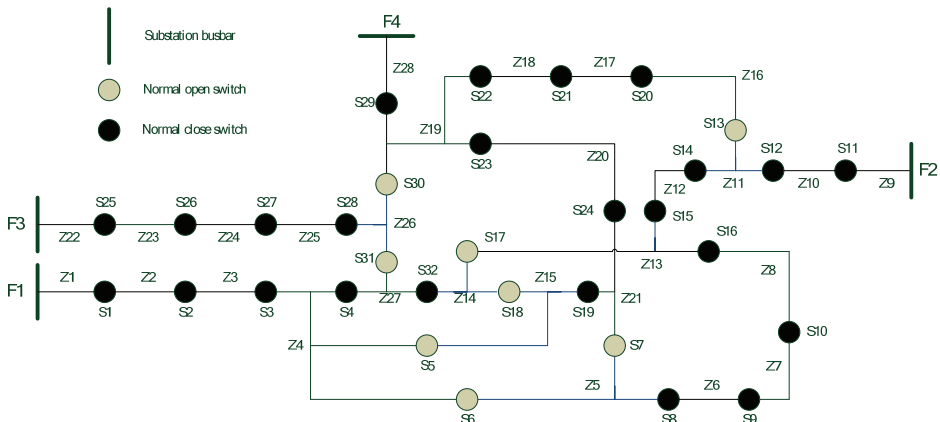 F4
Substation busbar
Z28
Z18
Z17
Z16
Normal open switch
S29
S22
S21
S20
S13
Normal close switch
Z19
S23
Z20
S14
S12
S11
F2
Z11
Z10
Z9
S30
Z12
S25
S26
S27
S28
S24
S15
F3
Z22
Z23
Z24
Z25
Z26
S17
S16
Z13
S31
Z8
F1
Z1
Z2
Z3
S32
Z15
Z27
Z14
Z21
S1
S2
S3
S4
S18
S19
S10
Z4
S7
S5
Z7
Z5
Z6
S6
S8
S9